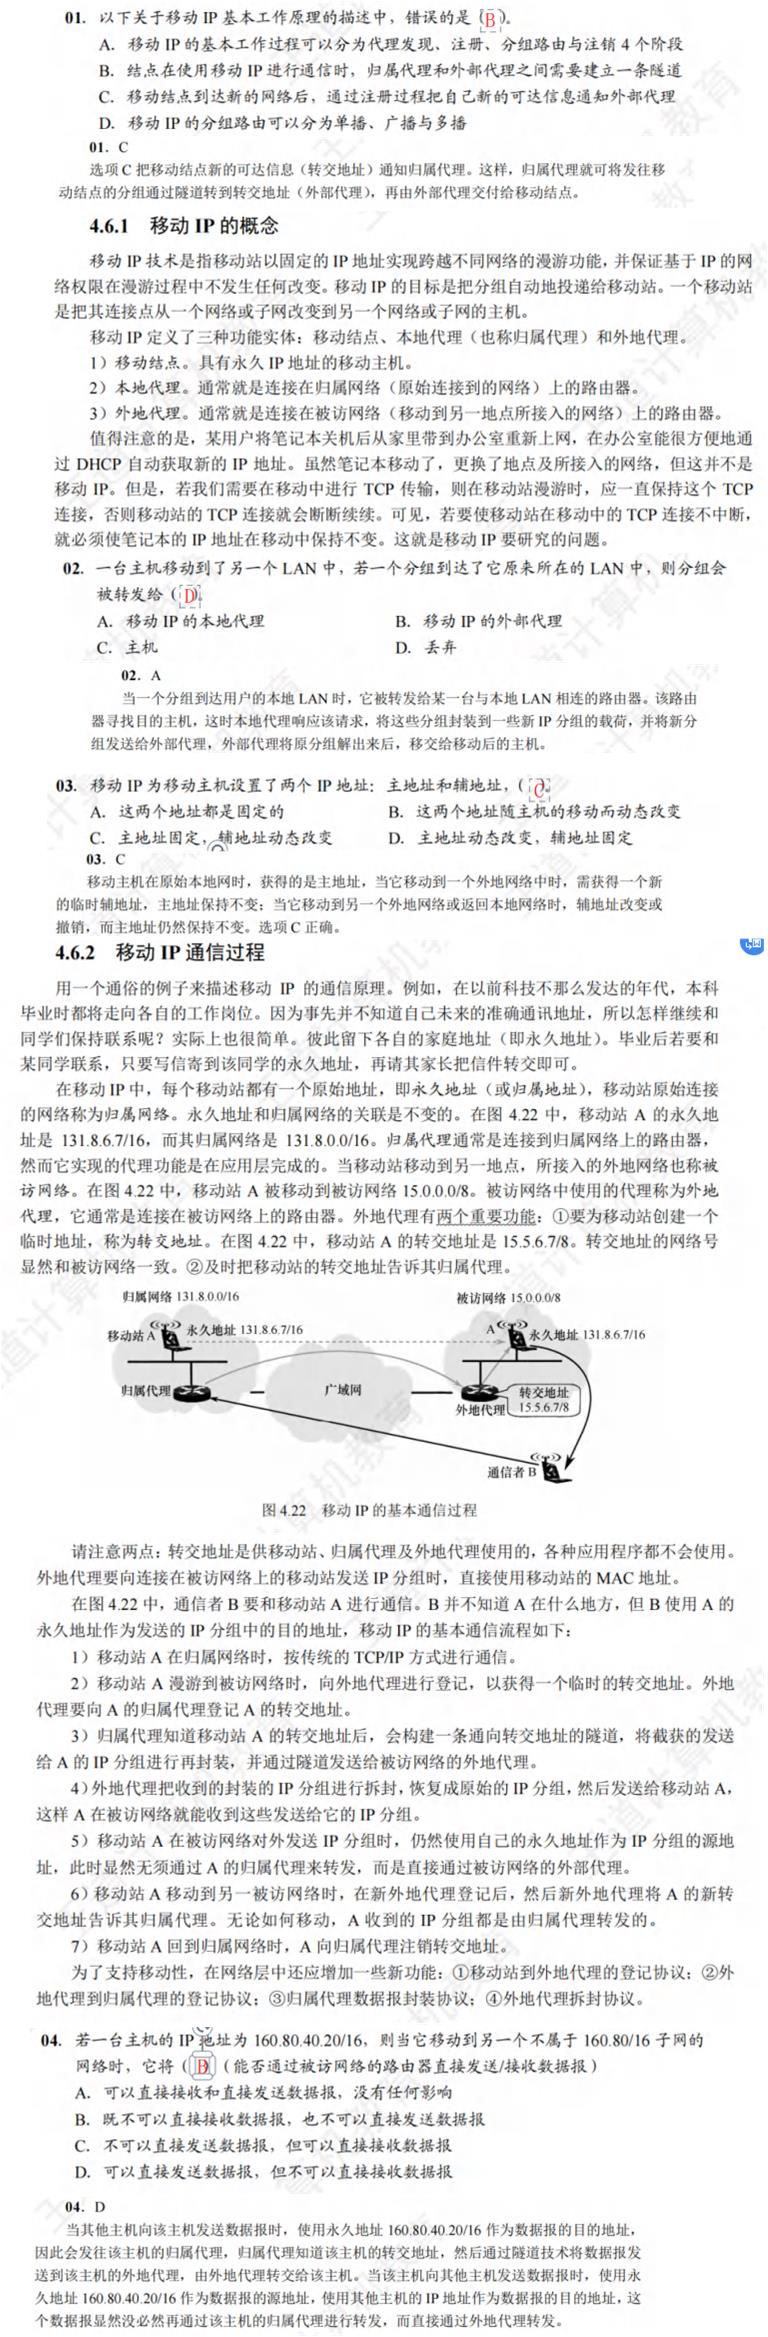 01. 以下关于移动 IP 基本工作原理的描述中，错误的是（B）。
A. 移动 IP 的基本工作过程可以分为代理发现、注册、分组路由与注销 4 个阶段
B. 结点在使用移动 IP 进行通信时，归属代理和外部代理之间需要建立一条隧道
C. 移动结点到达新的网络后，通过注册过程把自己新的可达信息通知外部代理
D. 移动 IP 的分组路由可以分为单播、广播与多播
01. C
选项 C 把移动结点新的可达信息（转交地址）通知归属代理。这样，归属代理就可将发往移
动结点的分组通过隧道转到转交地址（外部代理），再由外部代理交付给移动结点。
4.6.1 移动 IP 的概念
移动 IP 技术是指移动站以固定的 IP 地址实现跨越不同网络的漫游功能，并保证基于 IP 的网
络权限在漫游过程中不发生任何改变。移动 IP 的目标是把分组自动地投递给移动站。一个移动站
是把其连接点从一个网络或子网改变到另一个网络或子网的主机。
移动 IP 定义了三种功能实体：移动结点、本地代理（也称归属代理）和外地代理。
1）移动结点。具有永久 IP 地址的移动主机。
2）本地代理。通常就是连接在归属网络（原始连接到的网络）上的路由器。
3）外地代理。通常就是连接在被访网络（移动到另一地点所接入的网络）上的路由器。
值得注意的是，某用户将笔记本关机后从家里带到办公室重新上网，在办公室能很方便地通
过 DHCP 自动获取新的 IP 地址。虽然笔记本移动了，更换了地点及所接入的网络，但这并不是
移动 IP。但是，若我们需要在移动中进行 TCP 传输，则在移动站漫游时，应一直保持这个 TCP
连接，否则移动站的 TCP 连接就会断断续续。可见，若要使移动站在移动中的 TCP 连接不中断，
就必须使笔记本的 IP 地址在移动中保持不变。这就是移动 IP 要研究的问题。
02. 一台主机移动到了另一个 LAN 中，若一个分组到达了它原来所在的 LAN 中，则分组会
被转发给（D）。
A. 移动 IP 的本地代理 B. 移动 IP 的外部代理
C. 主机 D. 丢弃
02. A
当一个分组到达用户的本地 LAN 时，它被转发给某一台与本地 LAN 相连的路由器。该路由
器寻找目的主机，这时本地代理响应该请求，将这些分组封装到一些新 IP 分组的载荷，并将新分
组发送给外部代理，外部代理将原分组解出来后，移交给移动后的主机。
03. 移动 IP 为移动主机设置了两个 IP 地址：主地址和辅地址，（C）。
A. 这两个地址都是固定的 B. 这两个地址随主机的移动而动态改变
C. 主地址固定，辅地址动态改变 D. 主地址动态改变，辅地址固定
03. C
移动主机在原始本地网时，获得的是主地址，当它移动到一个外地网络中时，需获得一个新
的临时辅地址，主地址保持不变；当它移动到另一个外地网络或返回本地网络时，辅地址改变或
撤销，而主地址仍然保持不变。选项 C 正确。
4.6.2 移动 IP 通信过程
用一个通俗的例子来描述移动 IP 的通信原理。例如，在以前科技不那么发达的年代，本科
毕业时都将走向各自的工作岗位。因为事先并不知道自己未来的准确通讯地址，所以怎样继续和
同学们保持联系呢？实际上也很简单。彼此留下各自的家庭地址（即永久地址）。毕业后若要和
某同学联系，只要写信寄到该同学的永久地址，再请其家长把信件转交即可。
在移动 IP 中，每个移动站都有一个原始地址，即永久地址（或归属地址），移动站原始连接
的网络称为归属网络。永久地址和归属网络的关联是不变的。在图 4.22 中，移动站 A 的永久地
址是 131.8.6.7/16，而其归属网络是 131.8.0.0/16。归属代理通常是连接到归属网络上的路由器，
然而它实现的代理功能是在应用层完成的。当移动站移动到另一地点，所接入的外地网络也称被
访网络。在图 4.22 中，移动站 A 被移动到被访网络 15.0.0.0/8。被访网络中使用的代理称为外地
代理，它通常是连接在被访网络上的路由器。外地代理有两个重要功能：①要为移动站创建一个
临时地址，称为转交地址。在图 4.22 中，移动站 A 的转交地址是 15.5.6.7/8。转交地址的网络号
显然和被访网络一致。②及时把移动站的转交地址告诉其归属代理。
归属网络 131.8.0.0/16 被访网络 15.0.0.0/8
移动站 A 永久地址 131.8.6.7/16 A 永久地址 131.8.6.7/16
归属代理 广域网 外地代理 转交地址 15.5.6.7/8
通信者 B
图 4.22 移动 IP 的基本通信过程
请注意两点：转交地址是供移动站、归属代理及外地代理使用的，各种应用程序都不会使用。
外地代理要向连接在被访网络上的移动站发送 IP 分组时，直接使用移动站的 MAC 地址。
在图 4.22 中，通信者 B 要和移动站 A 进行通信。B 并不知道 A 在什么地方，但 B 使用 A 的
永久地址作为发送的 IP 分组中的目的地址，移动 IP 的基本通信流程如下：
1）移动站 A 在归属网络时，按传统的 TCP/IP 方式进行通信。
2）移动站 A 漫游到被访网络时，向外地代理进行登记，以获得一个临时的转交地址。外地
代理要向 A 的归属代理登记 A 的转交地址。
3）归属代理知道移动站 A 的转交地址后，会构建一条通向转交地址的隧道，将截获的发送
给 A 的 IP 分组进行再封装，并通过隧道发送给被访网络的外地代理。
4）外地代理把收到的封装的 IP 分组进行拆封，恢复成原始的 IP 分组，然后发送给移动站 A，
这样 A 在被访网络就能收到这些发送给它的 IP 分组。
5）移动站 A 在被访网络对外发送 IP 分组时，仍然使用自己的永久地址作为 IP 分组的源地
址，此时显然无须通过 A 的归属代理来转发，而是直接通过被访网络的外部代理。
6）移动站 A 移动到另一被访网络时，在新外地代理登记后，然后新外地代理将 A 的新转
交地址告诉其归属代理。无论如何移动，A 收到的 IP 分组都是由归属代理转发的。
7）移动站 A 回到归属网络时，A 向归属代理注销转交地址。
为了支持移动性，在网络层中还应增加一些新功能：①移动站到外地代理的登记协议；②外
地代理到归属代理的登记协议；③归属代理数据报封装协议；④外地代理拆封协议。
04. 若一台主机的 IP 地址为 160.80.40.20/16，则当它移动到另一个不属于 160.80/16 子网的
网络时，它将（B）（能否通过被访网络的路由器直接发送/接收数据报）
A. 可以直接接收和直接发送数据报，没有任何影响
B. 既不可以直接接收数据报，也不可以直接发送数据报
C. 不可以直接发送数据报，但可以直接接收数据报
D. 可以直接发送数据报，但不可以直接接收数据报
04. D
当其他主机向该主机发送数据报时，使用永久地址 160.80.40.20/16 作为数据报的目的地址，
因此会发往该主机的归属代理，归属代理知道该主机的转交地址，然后通过隧道技术将数据报发
送到该主机的外地代理，由外地代理转交给该主机。当该主机向其他主机发送数据报时，使用永
久地址 160.80.40.20/16 作为数据报的源地址，使用其他主机的 IP 地址作为数据报的目的地址，这
个数据报显然没必然再通过该主机的归属代理进行转发，而直接通过外地代理转发。